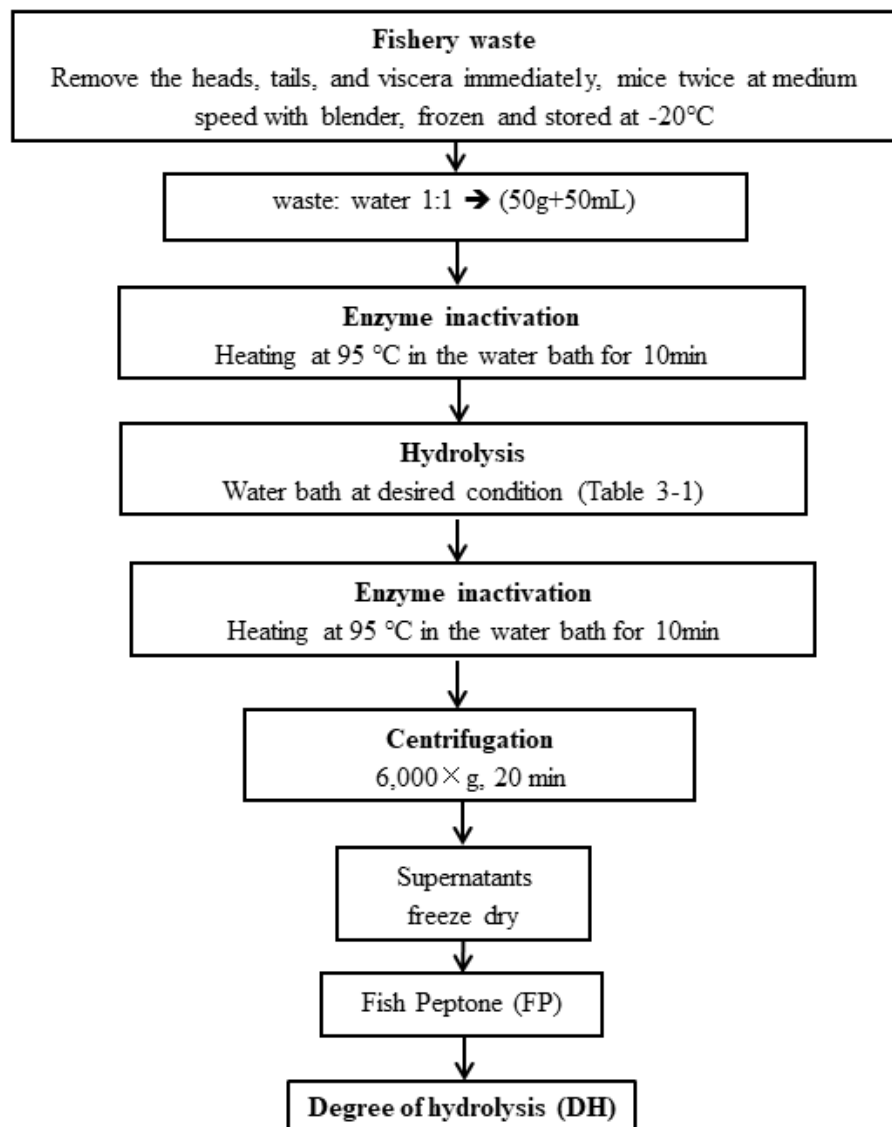 Fishery waste
Remove the heads, tails, and viscera immediately, mice twice at medium
speed with blender, frozen and stored at -20℃
waste: water 1:1 ➔ (50g+50mL)
Enzyme inactivation
Heating at 95 ℃ in the water bath for 10min
Hydrolysis
Water bath at desired condition (Table 3-1)
Enzyme inactivation
Heating at 95 ℃ in the water bath for 10min
Centrifugation
6,000×g, 20 min
Supernatants
freeze dry
Fish Peptone (FP)
Degree of hydrolysis (DH)